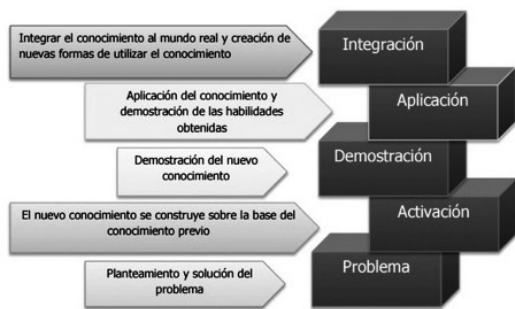 Integrar el conocimiento al mundo real y creación de
nuevas formas de utilizar el conocimiento
Integración
Aplicación del conocimiento y
demostración de las habilidades
obtenidas
Aplicación
Demostración del nuevo
conocimiento
Demostración
El nuevo conocimiento se construye sobre la base del
conocimiento previo
Activación
Planteamiento y solución del
problema
Problema